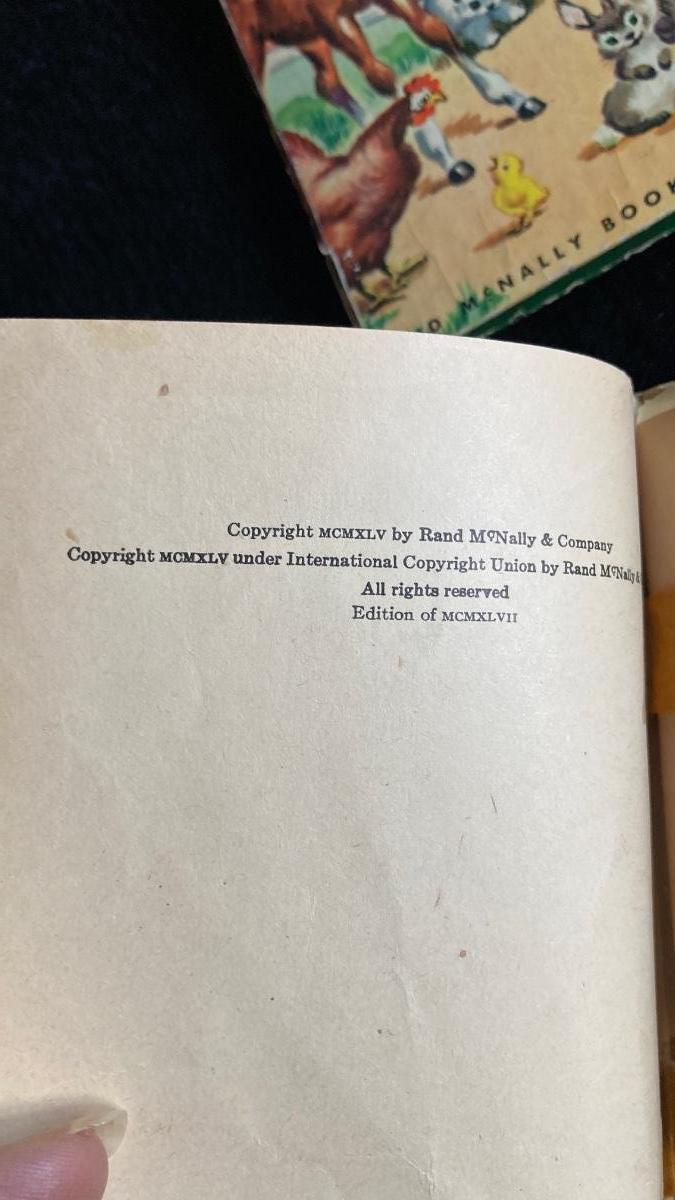 D MCNALLY BOOK
Copyright MCMXLV by Rand McNally & Company
Copyright MCMXLV under International Copyright Union by Rand McNally &
All rights reserved
Edition of MCMXLVII